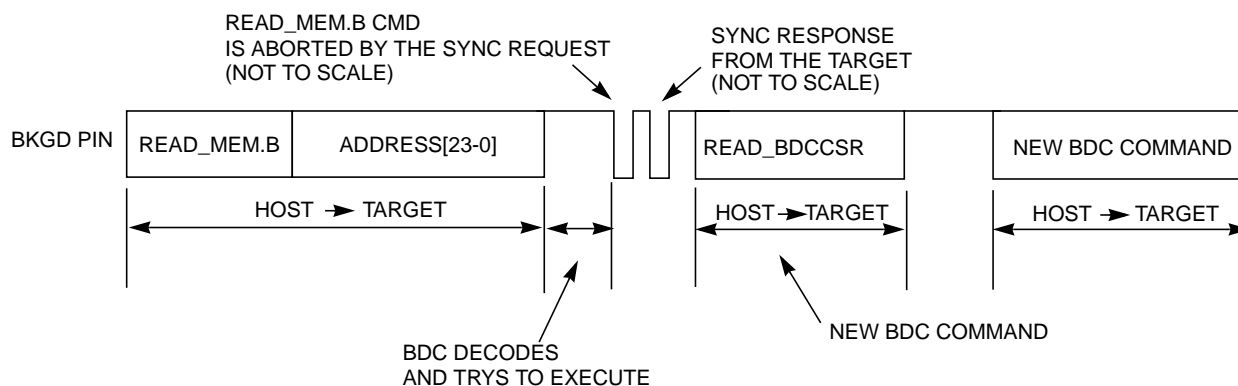 READ_MEM.B CMD
IS ABORTED BY THE SYNC REQUEST
(NOT TO SCALE)
SYNC RESPONSE
FROM THE TARGET
(NOT TO SCALE)
BKGD PIN
READ_MEM.B
ADDRESS[23-0]
READ_BDCCSR
NEW BDC COMMAND
HOST TARGET
HOST TARGET
HOST TARGET
BDC DECODES
AND TRYS TO EXECUTE
NEW BDC COMMAND